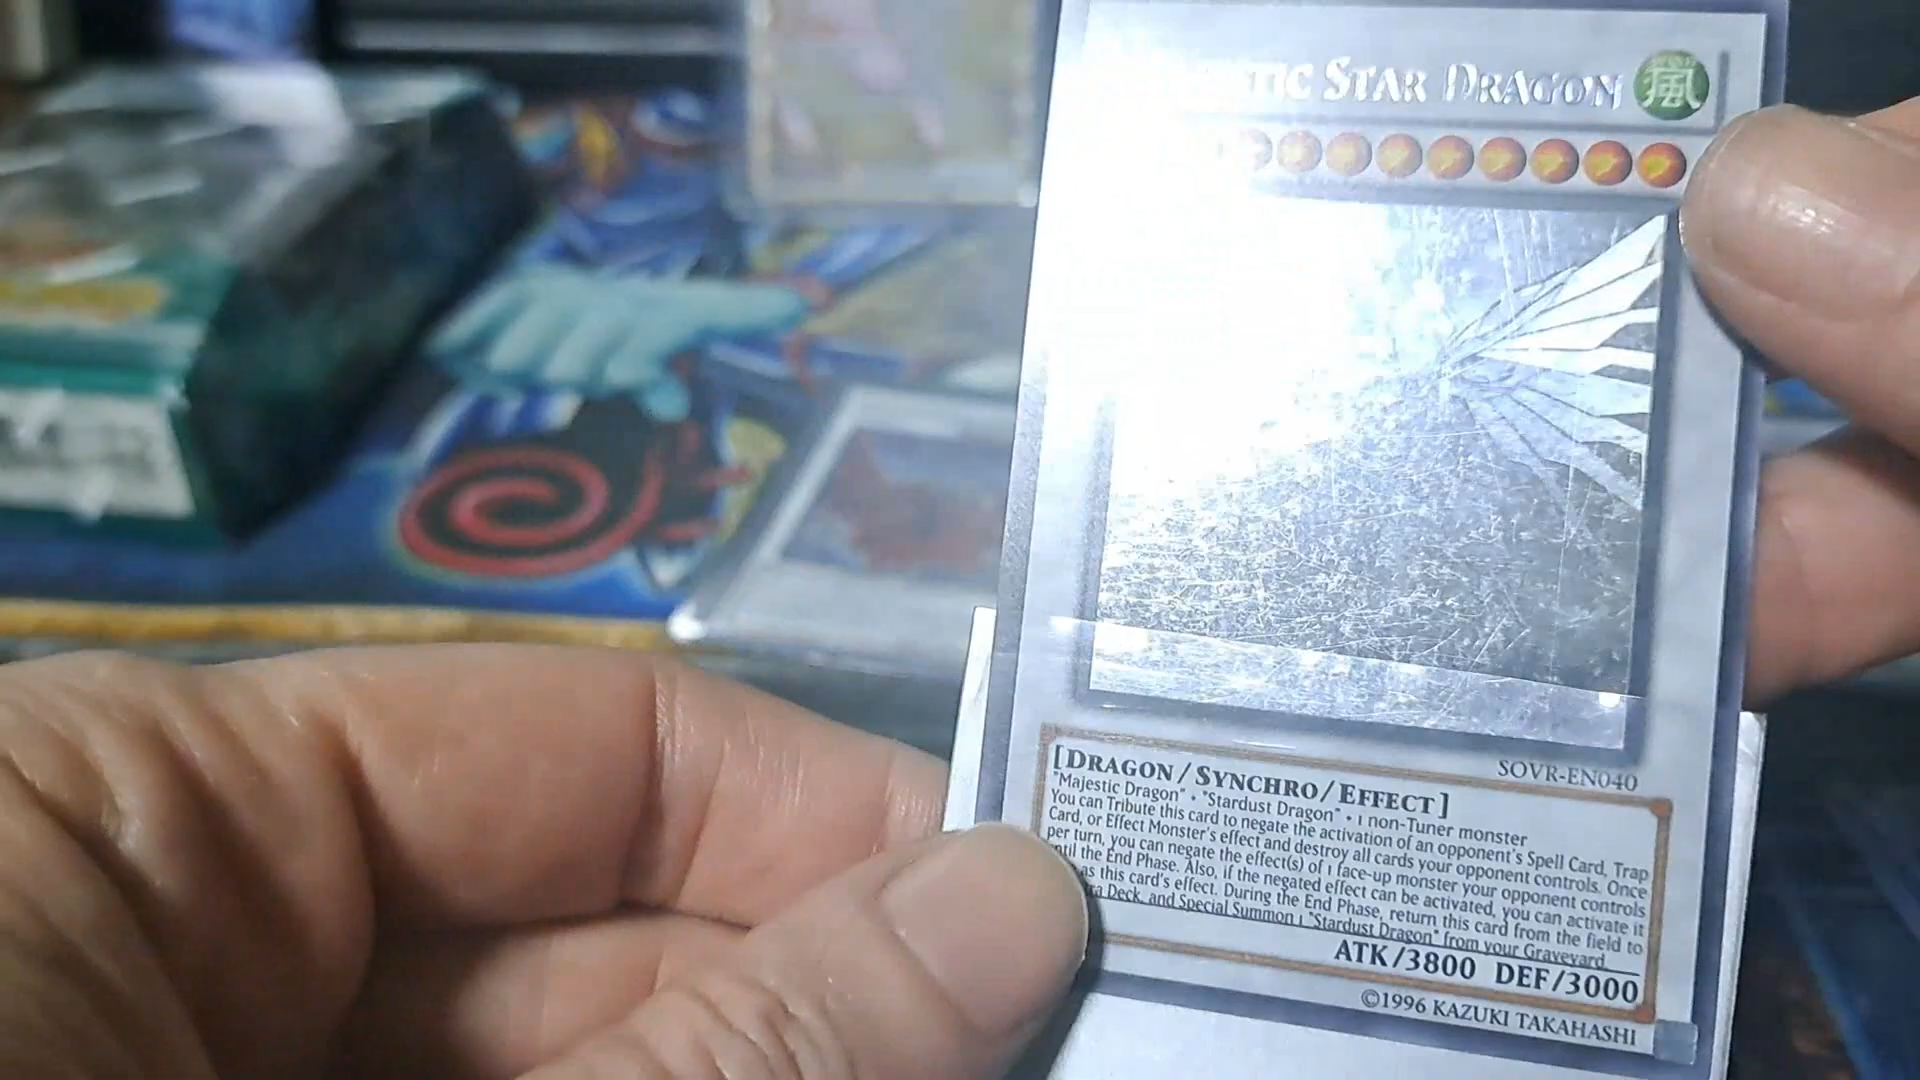 TIC STAR DRAGON 風
SOVR-EN040
[DRAGON/SYNCHRO/EFFECT]
"Majestic Dragon" + "Stardust Dragon" + 1 non-Tuner monster
You can Tribute this card to negate the activation of an opponent's Spell Card, Trap
Card, or Effect Monster's effect and destroy all cards your opponent controls. Once
per turn, you can negate the effect(s) of 1 face-up monster your opponent controls
ntil the End Phase. Also, if the negated effect can be activated, you can activate it
as this card's effect. During the End Phase, return this card from the field to
ra Deck, and Special Summon 1 "Stardust Dragon" from your Graveyard.
ATK/3800 DEF/3000
©1996 KAZUKI TAKAHASHI